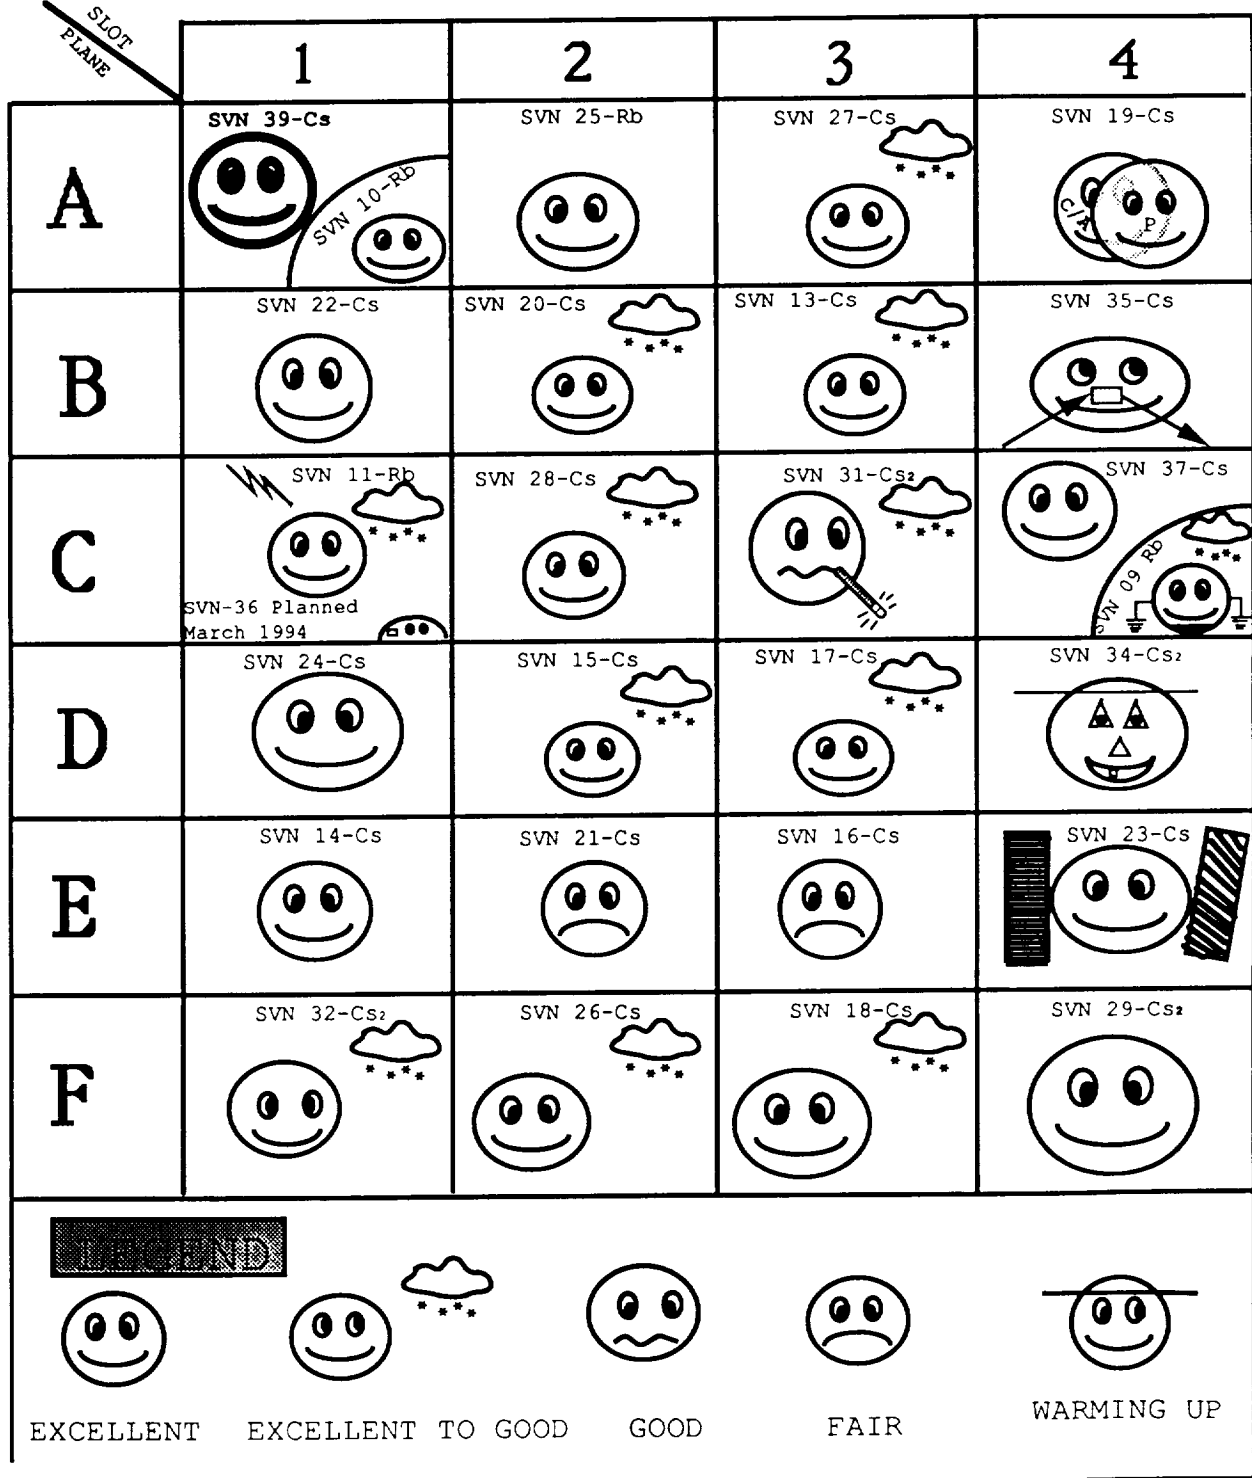 SLOT
PLANE
1 2 3 4
A
SVN 39-Cs
SVN 10-Rb
SVN 25-Rb
SVN 27-Cs
SVN 19-Cs
C/A
P
B
SVN 22-Cs
SVN 20-Cs
SVN 13-Cs
SVN 35-Cs
C
SVN 11-Rb
SVN-36 Planned
March 1994
SVN 28-Cs
SVN 31-Cs2
SVN 37-Cs
SVN 09 Rb
D
SVN 24-Cs
SVN 15-Cs
SVN 17-Cs
SVN 34-Cs2
E
SVN 14-Cs
SVN 21-Cs
SVN 16-Cs
SVN 23-Cs
F
SVN 32-Cs2
SVN 26-Cs
SVN 18-Cs
SVN 29-Cs2
LEGEND
EXCELLENT
EXCELLENT TO GOOD
GOOD
FAIR
WARMING UP